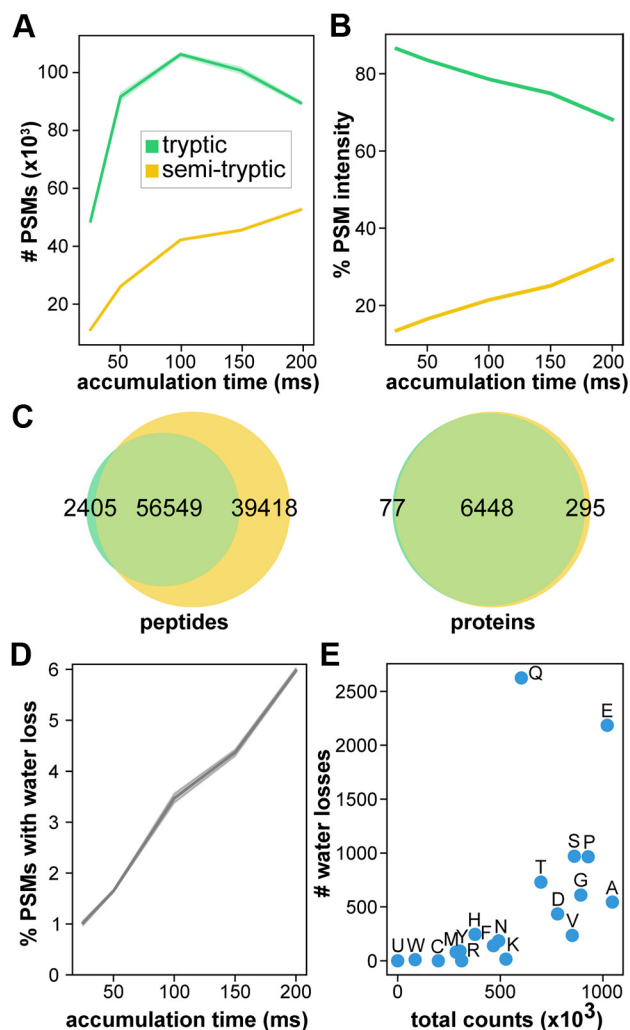 A
# PSMs (x10³)
100
80
60
40
20
tryptic
semi-tryptic
50 100 150 200
accumulation time (ms)
B
% PSM intensity
80
60
40
20
50 100 150 200
accumulation time (ms)
C
2405 56549 39418
peptides
77 6448 295
proteins
D
% PSMs with water loss
6
5
4
3
2
1
0
50 100 150 200
accumulation time (ms)
E
# water losses
2500
2000
1500
1000
500
0
Q
E
S P
T G A
D V
H
M Y F N
U W C R K
0 500 1000
total counts (x10³)